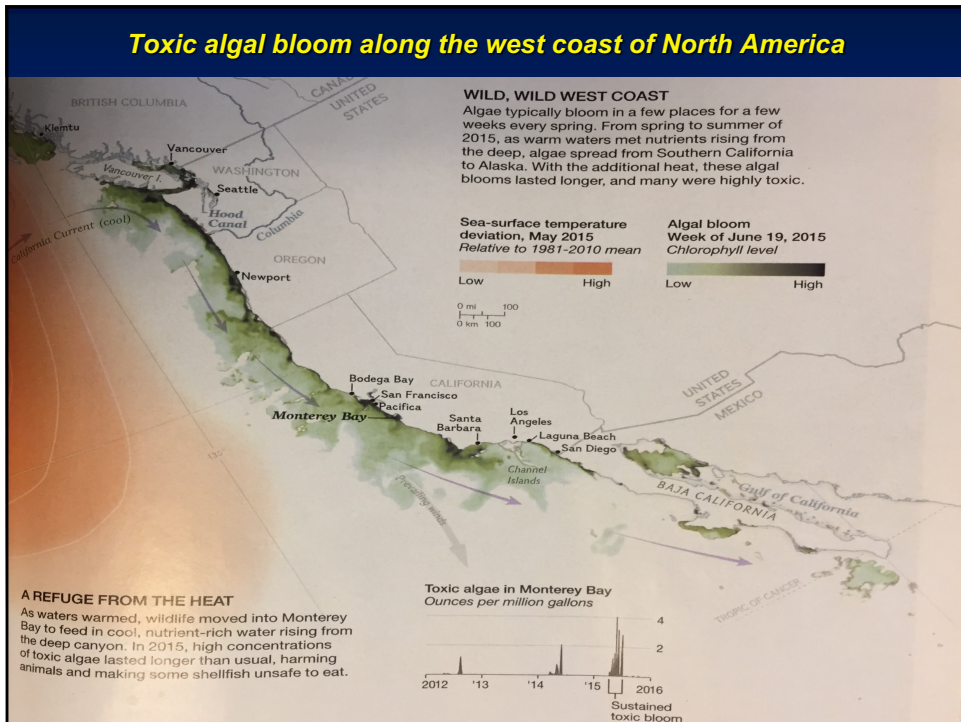 Toxic algal bloom along the west coast of North America
CANADA
UNITED
STATES
BRITISH COLUMBIA
Klemtu
Vancouver
Vancouver I.
WASHINGTON
Seattle
Hood
Canal
Columbia
California Current (cool)
OREGON
Newport
WILD, WILD WEST COAST
Algae typically bloom in a few places for a few
weeks every spring. From spring to summer of
2015, as warm waters met nutrients rising from
the deep, algae spread from Southern California
to Alaska. With the additional heat, these algal
blooms lasted longer, and many were highly toxic.
Sea-surface temperature
deviation, May 2015
Relative to 1981-2010 mean
Low High
Algal bloom
Week of June 19, 2015
Chlorophyll level
Low High
0 mi 100
0 km 100
Bodega Bay
CALIFORNIA
San Francisco
Pacifica
Monterey Bay
Santa
Barbara
Los
Angeles
Laguna Beach
San Diego
Channel
Islands
UNITED
STATES
MEXICO
BAJA CALIFORNIA
Gulf of California
Prevailing winds
TROPIC OF CANCER
A REFUGE FROM THE HEAT
As waters warmed, wildlife moved into Monterey
Bay to feed in cool, nutrient-rich water rising from
the deep canyon. In 2015, high concentrations
of toxic algae lasted longer than usual, harming
animals and making some shellfish unsafe to eat.
Toxic algae in Monterey Bay
Ounces per million gallons
4
2
2012 '13 '14 '15 2016
Sustained
toxic bloom